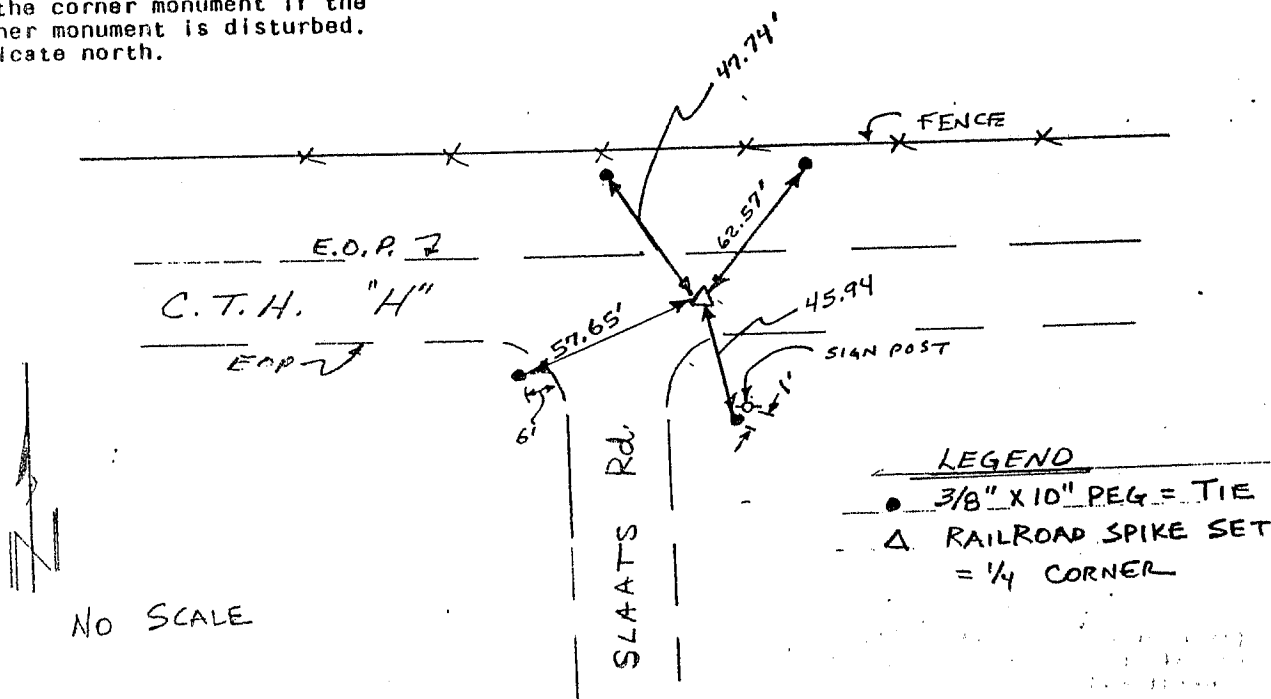 the corner monument if the
ner monument is disturbed.
icate north.
47.74'
FENCE
62.57'
E.O.P.
C.T.H. "H"
45.94
57.65'
EOP
SIGN POST
1'
6'
SLAATS Rd.
LEGEND
3/8" X 10" PEG = TIE
RAILROAD SPIKE SET
= 1/4 CORNER
N
NO SCALE